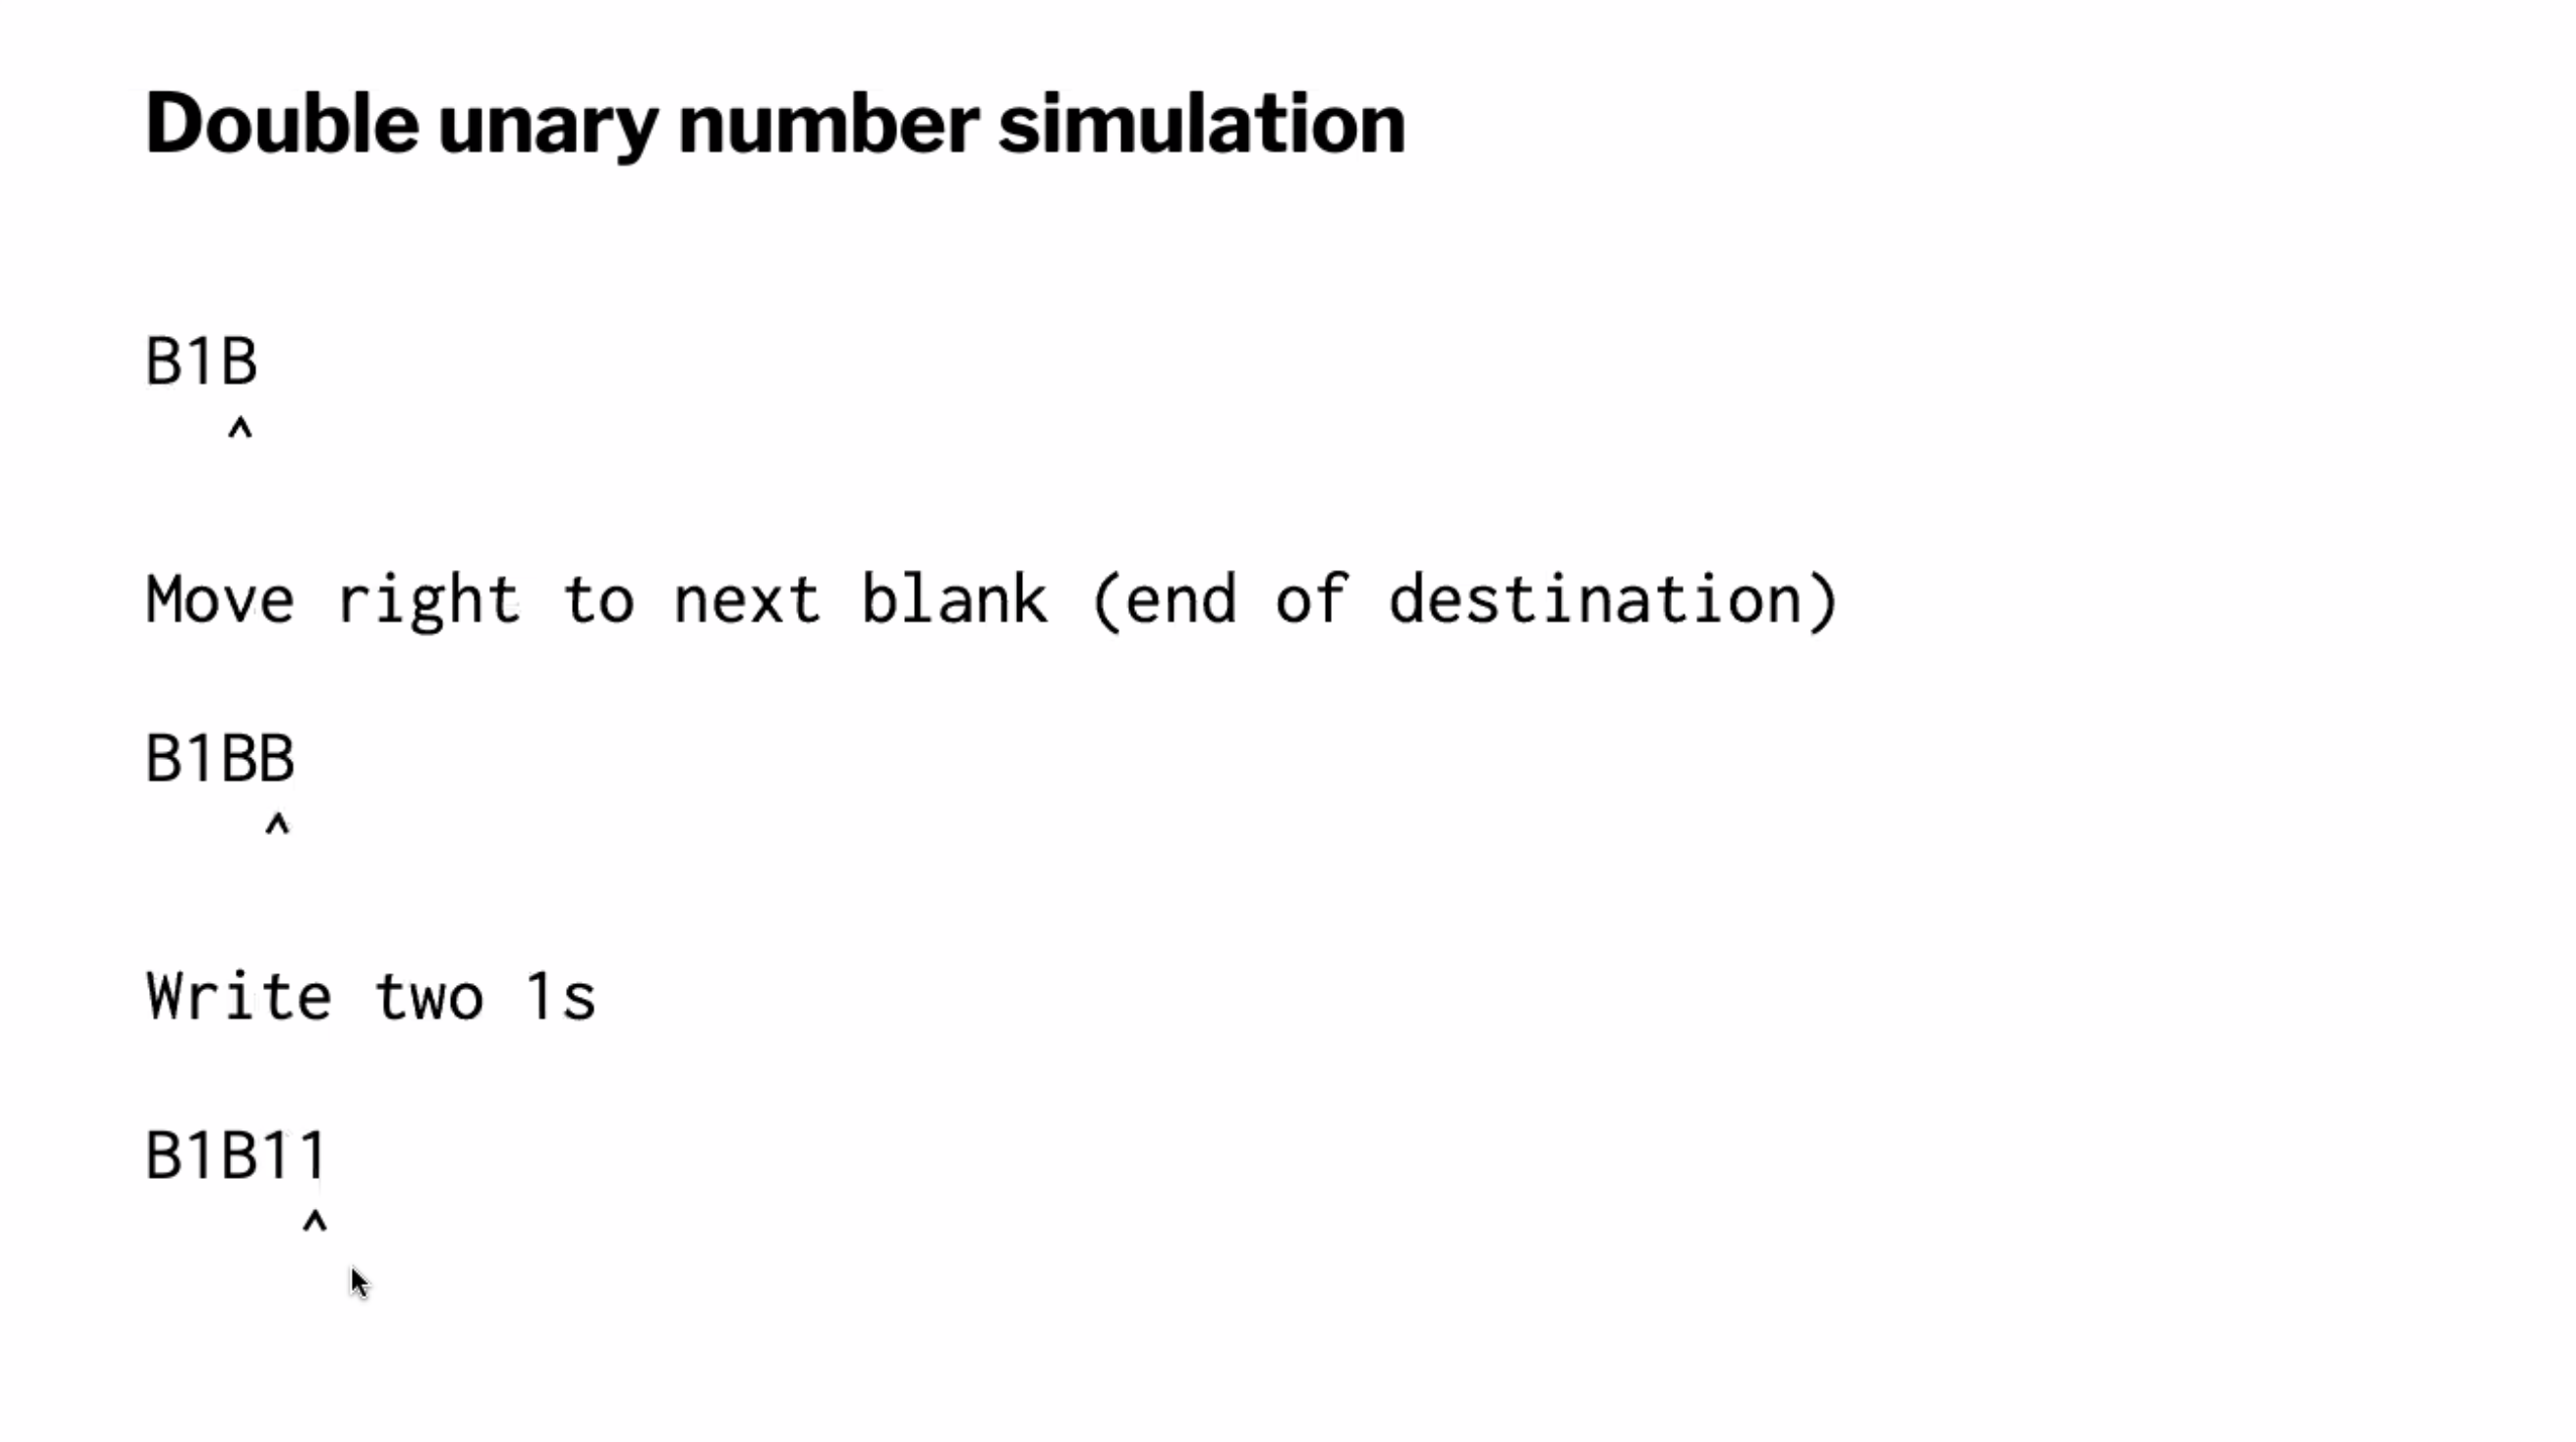 Double unary number simulation
B1B
  ^
Move right to next blank (end of destination)
B1BB
   ^
Write two 1s
B1B11
    ^